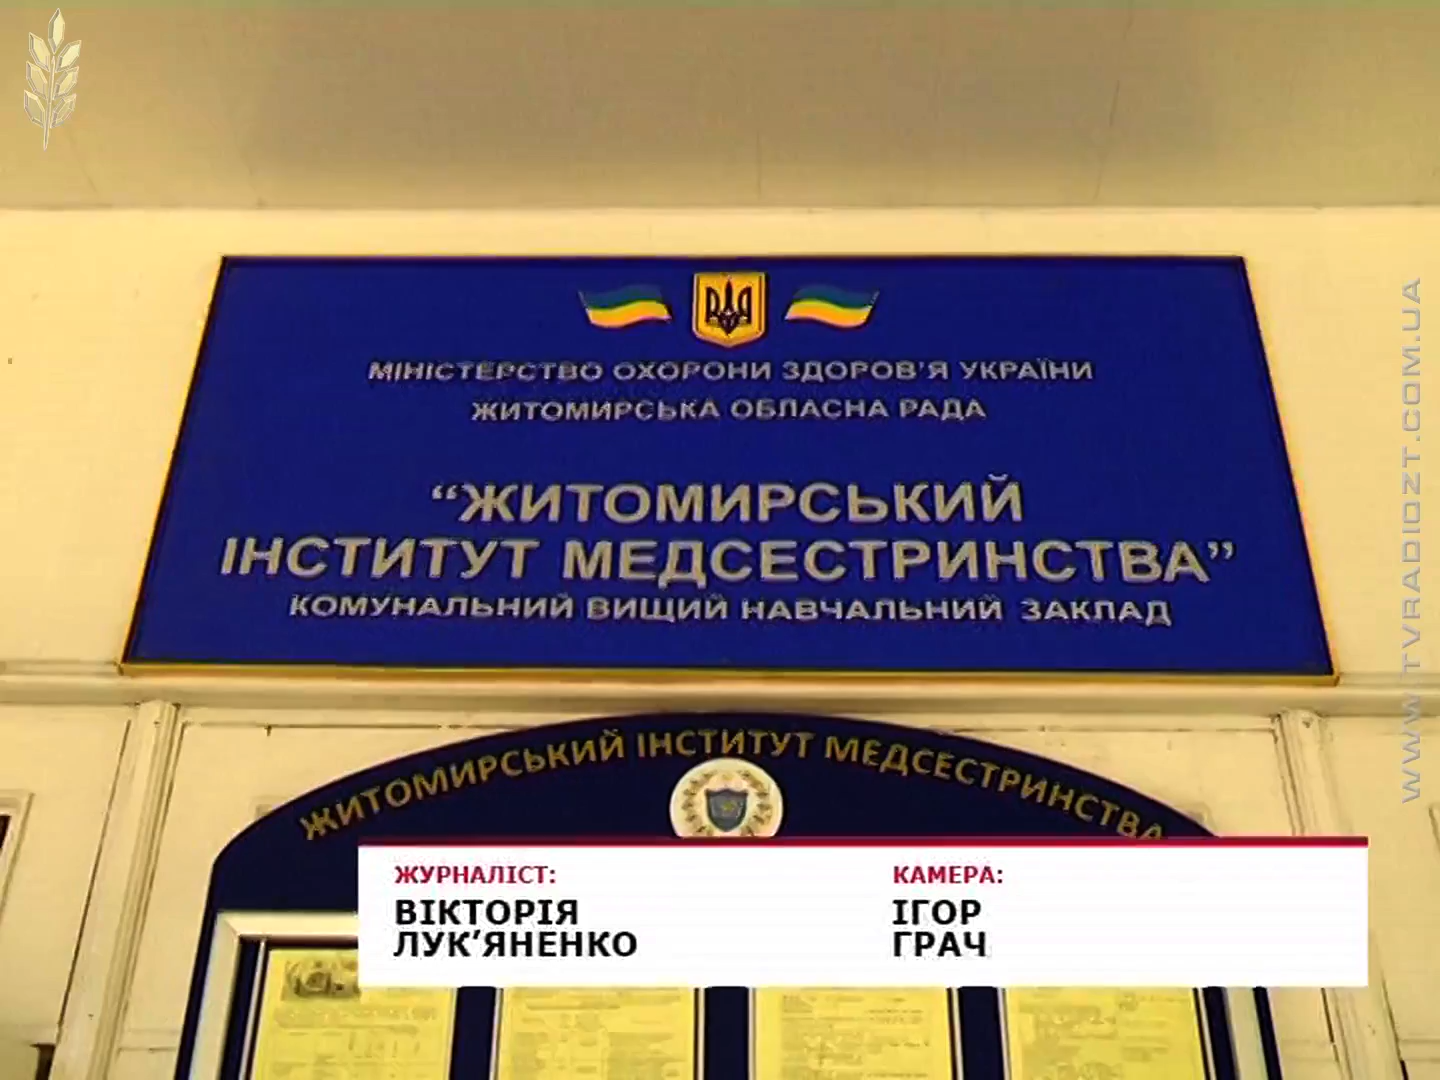 МІНІСТЕРСТВО ОХОРОНИ ЗДОРОВ'Я УКРАЇНИ
ЖИТОМИРСЬКА ОБЛАСНА РАДА
“ЖИТОМИРСЬКИЙ
ІНСТИТУТ МЕДСЕСТРИНСТВА”
КОМУНАЛЬНИЙ ВИЩИЙ НАВЧАЛЬНИЙ ЗАКЛАД
ЖИТОМИРСЬКИЙ ІНСТИТУТ МЕДСЕСТРИНСТВА
ЖУРНАЛІСТ:
ВІКТОРІЯ
ЛУК’ЯНЕНКО
КАМЕРА:
ІГОР
ГРАЧ
WWW.TVRADIOZT.COM.UA